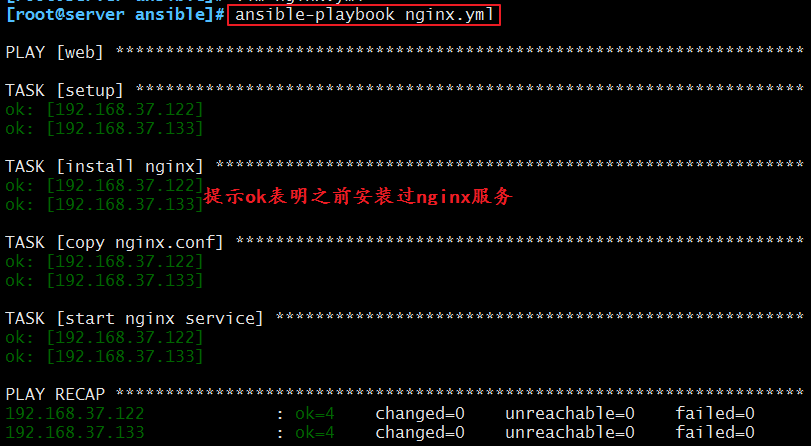 [root@server ansible]# ansible-playbook nginx.yml
PLAY [web] *********************************************************************
TASK [setup] *******************************************************************
ok: [192.168.37.122]
ok: [192.168.37.133]
TASK [install nginx] ***********************************************************
ok: [192.168.37.122]
提示ok表明之前安装过nginx服务
ok: [192.168.37.133]
TASK [copy nginx.conf] *********************************************************
ok: [192.168.37.122]
ok: [192.168.37.133]
TASK [start nginx service] *****************************************************
ok: [192.168.37.122]
ok: [192.168.37.133]
PLAY RECAP *********************************************************************
192.168.37.122 : ok=4 changed=0 unreachable=0 failed=0
192.168.37.133 : ok=4 changed=0 unreachable=0 failed=0